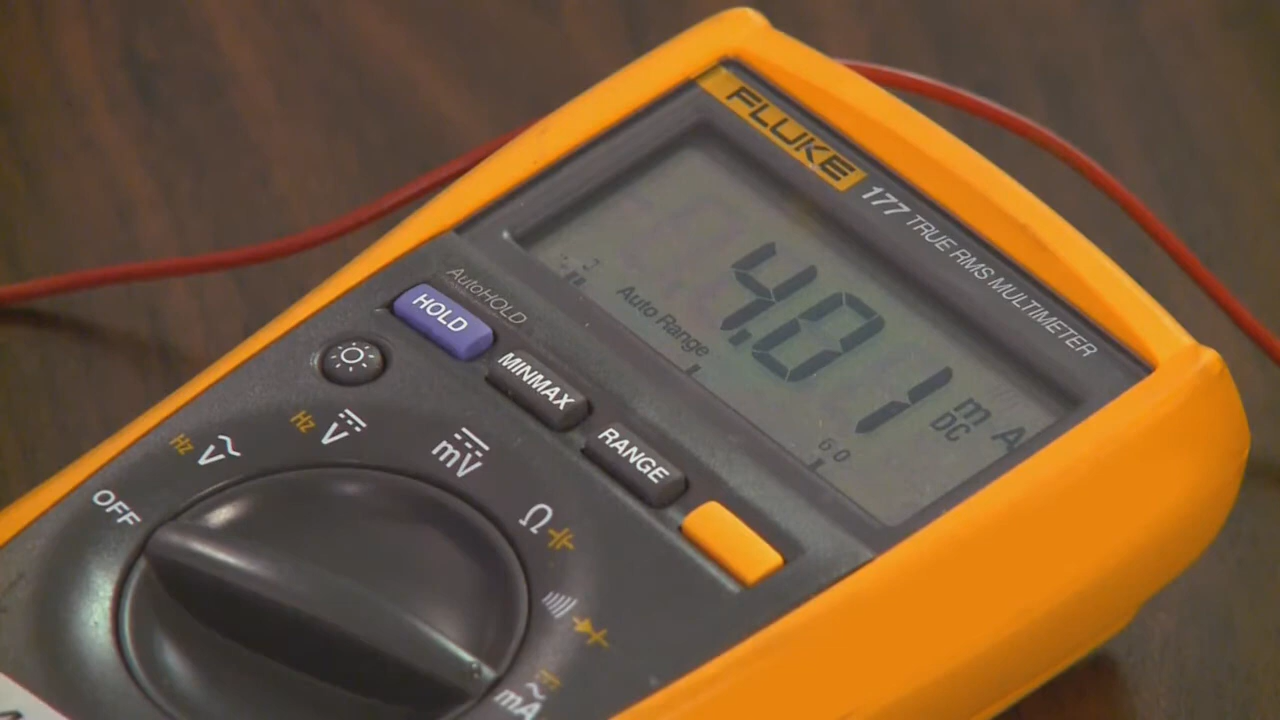 FLUKE
177 TRUE RMS MULTIMETER
4.01 mA
DC
Auto Range
60
AutoHOLD
HOLD
MINMAX
RANGE
Hz V
Hz V
mV
OFF
Ω
mA